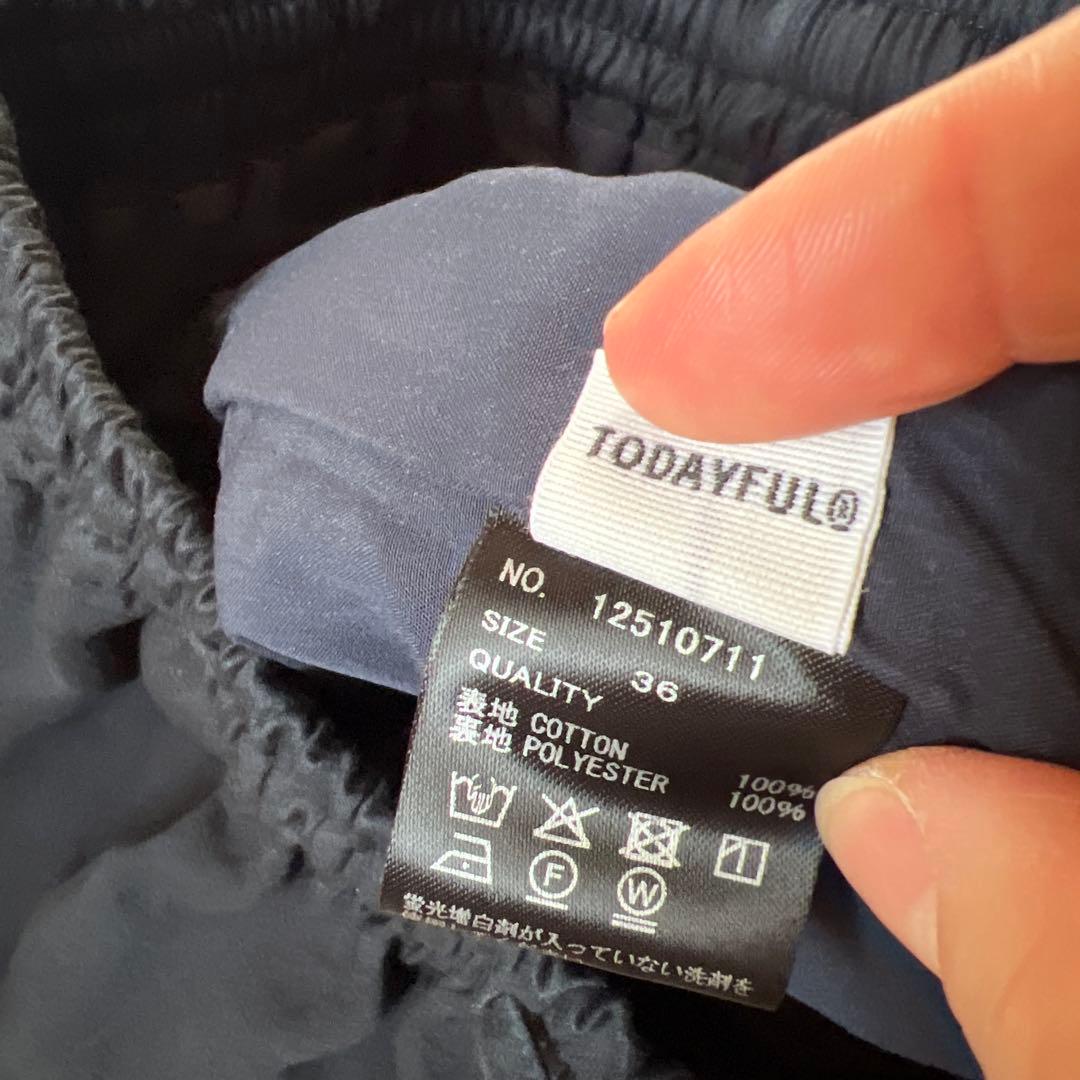 TODAYFUL®
NO. 12510711
SIZE 36
QUALITY
表地 COTTON 100%
裏地 POLYESTER 100%
F
W
蛍光増白剤が入っていない洗剤を